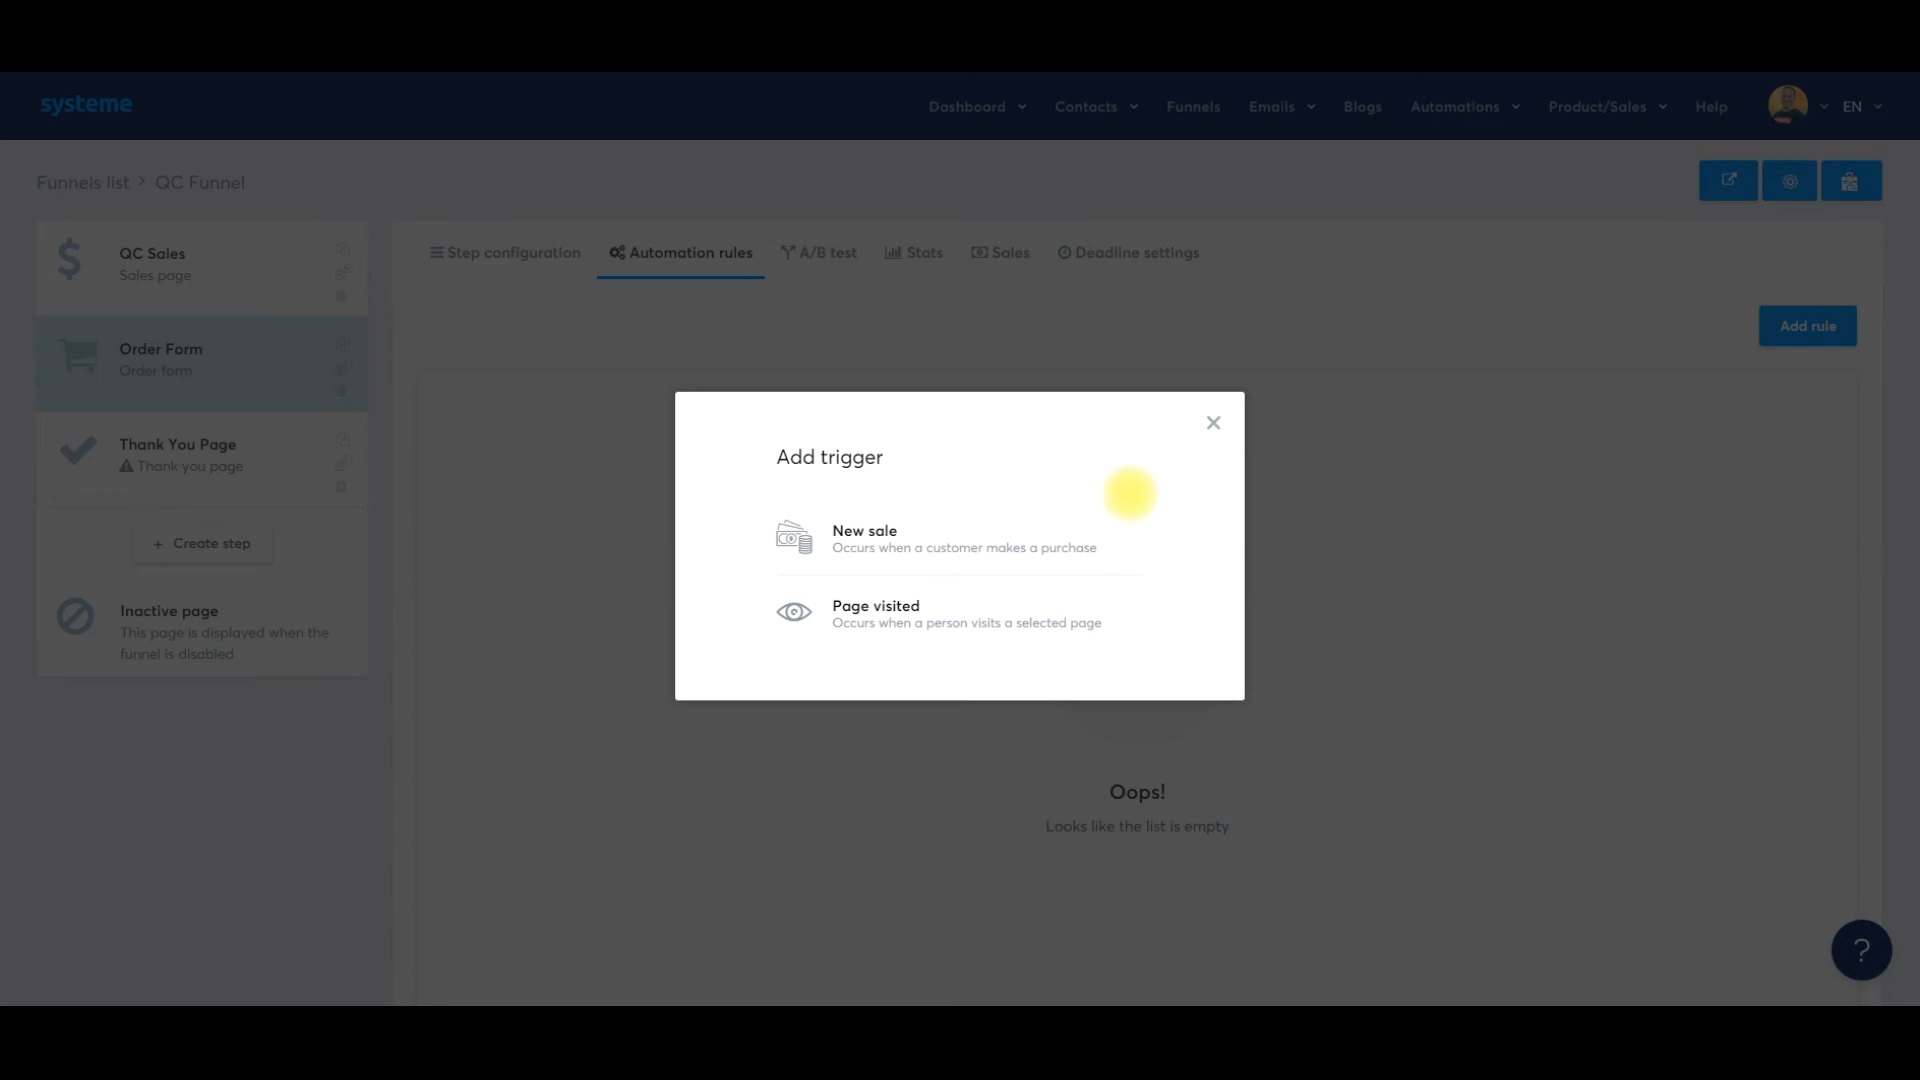 systeme
Dashboard
Contacts
Funnels
Emails
Blogs
Automations
Product/Sales
Help
EN
Funnels list > QC Funnel
QC Sales
Sales page
Order Form
Order form
Thank You Page
Thank you page
+ Create step
Inactive page
This page is displayed when the
funnel is disabled
Step configuration
Automation rules
A/B test
Stats
Sales
Deadline settings
Add rule
Add trigger
New sale
Occurs when a customer makes a purchase
Page visited
Occurs when a person visits a selected page
Oops!
Looks like the list is empty
?